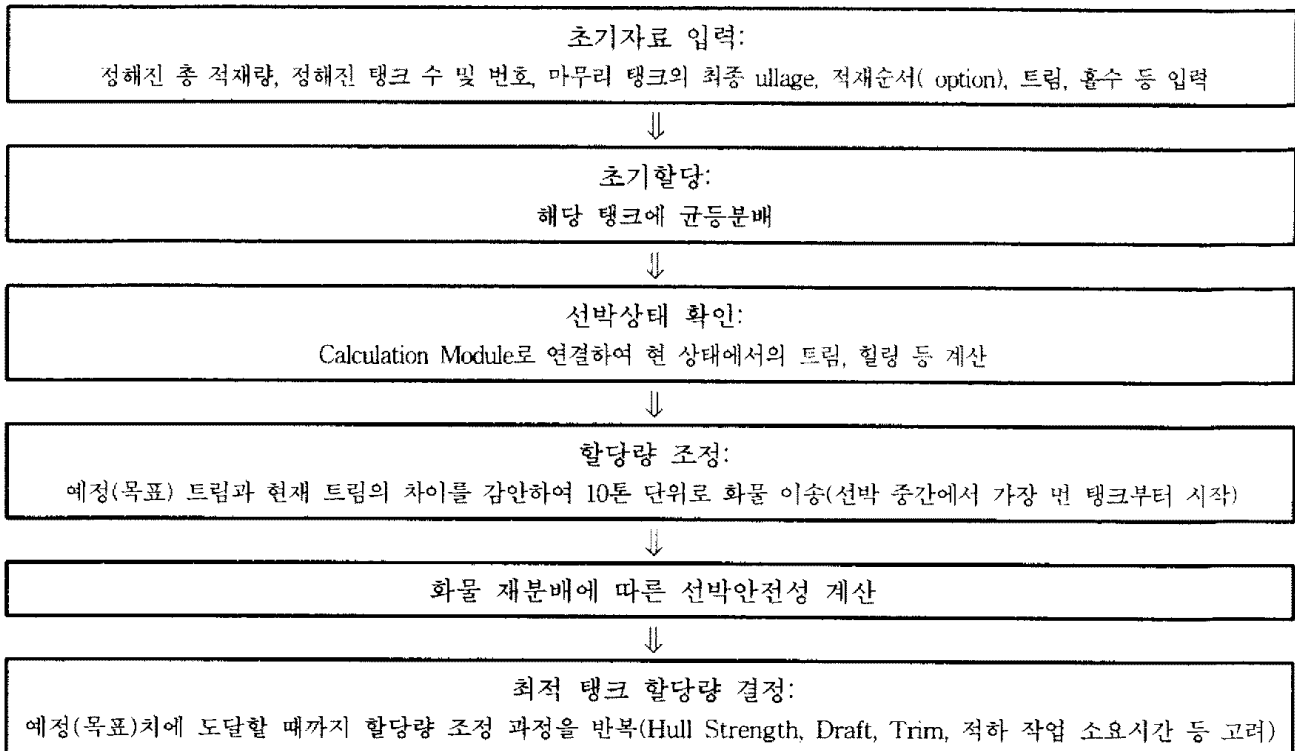 초기자료 입력:
정해진 총 적재량, 정해진 탱크 수 및 번호, 마무리 탱크의 최종 ullage, 적재순서( option), 트림, 흘수 등 입력
⇓
초기할당:
해당 탱크에 균등분배
⇓
선박상태 확인:
Calculation Module로 연결하여 현 상태에서의 트림, 힐링 등 계산
⇓
할당량 조정:
예정(목표) 트림과 현재 트림의 차이를 감안하여 10톤 단위로 화물 이송(선박 중간에서 가장 먼 탱크부터 시작)
⇓
화물 재분배에 따른 선박안전성 계산
⇓
최적 탱크 할당량 결정:
예정(목표)치에 도달할 때까지 할당량 조정 과정을 반복(Hull Strength, Draft, Trim, 적하 작업 소요시간 등 고려)